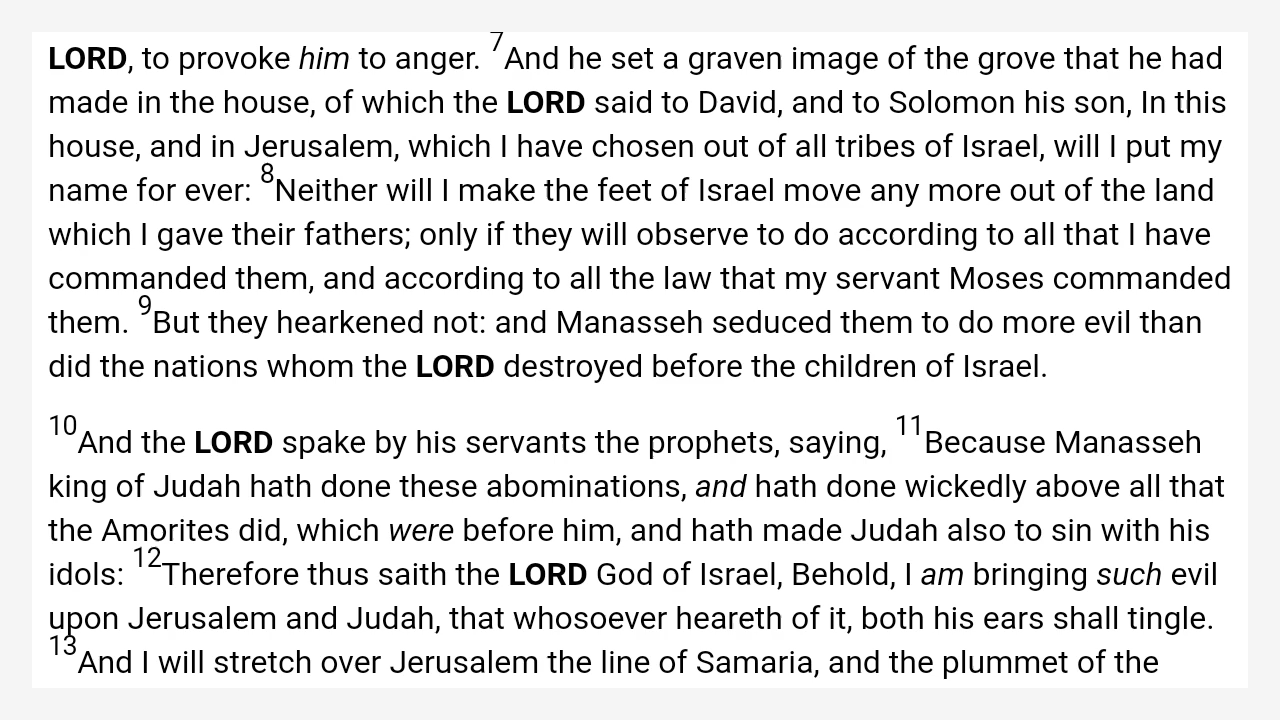 LORD, to provoke him to anger. 7And he set a graven image of the grove that he had
made in the house, of which the LORD said to David, and to Solomon his son, In this
house, and in Jerusalem, which I have chosen out of all tribes of Israel, will I put my
name for ever: 8Neither will I make the feet of Israel move any more out of the land
which I gave their fathers; only if they will observe to do according to all that I have
commanded them, and according to all the law that my servant Moses commanded
them. 9But they hearkened not: and Manasseh seduced them to do more evil than
did the nations whom the LORD destroyed before the children of Israel.
10And the LORD spake by his servants the prophets, saying, 11Because Manasseh
king of Judah hath done these abominations, and hath done wickedly above all that
the Amorites did, which were before him, and hath made Judah also to sin with his
idols: 12Therefore thus saith the LORD God of Israel, Behold, I am bringing such evil
upon Jerusalem and Judah, that whosoever heareth of it, both his ears shall tingle.
13And I will stretch over Jerusalem the line of Samaria, and the plummet of the